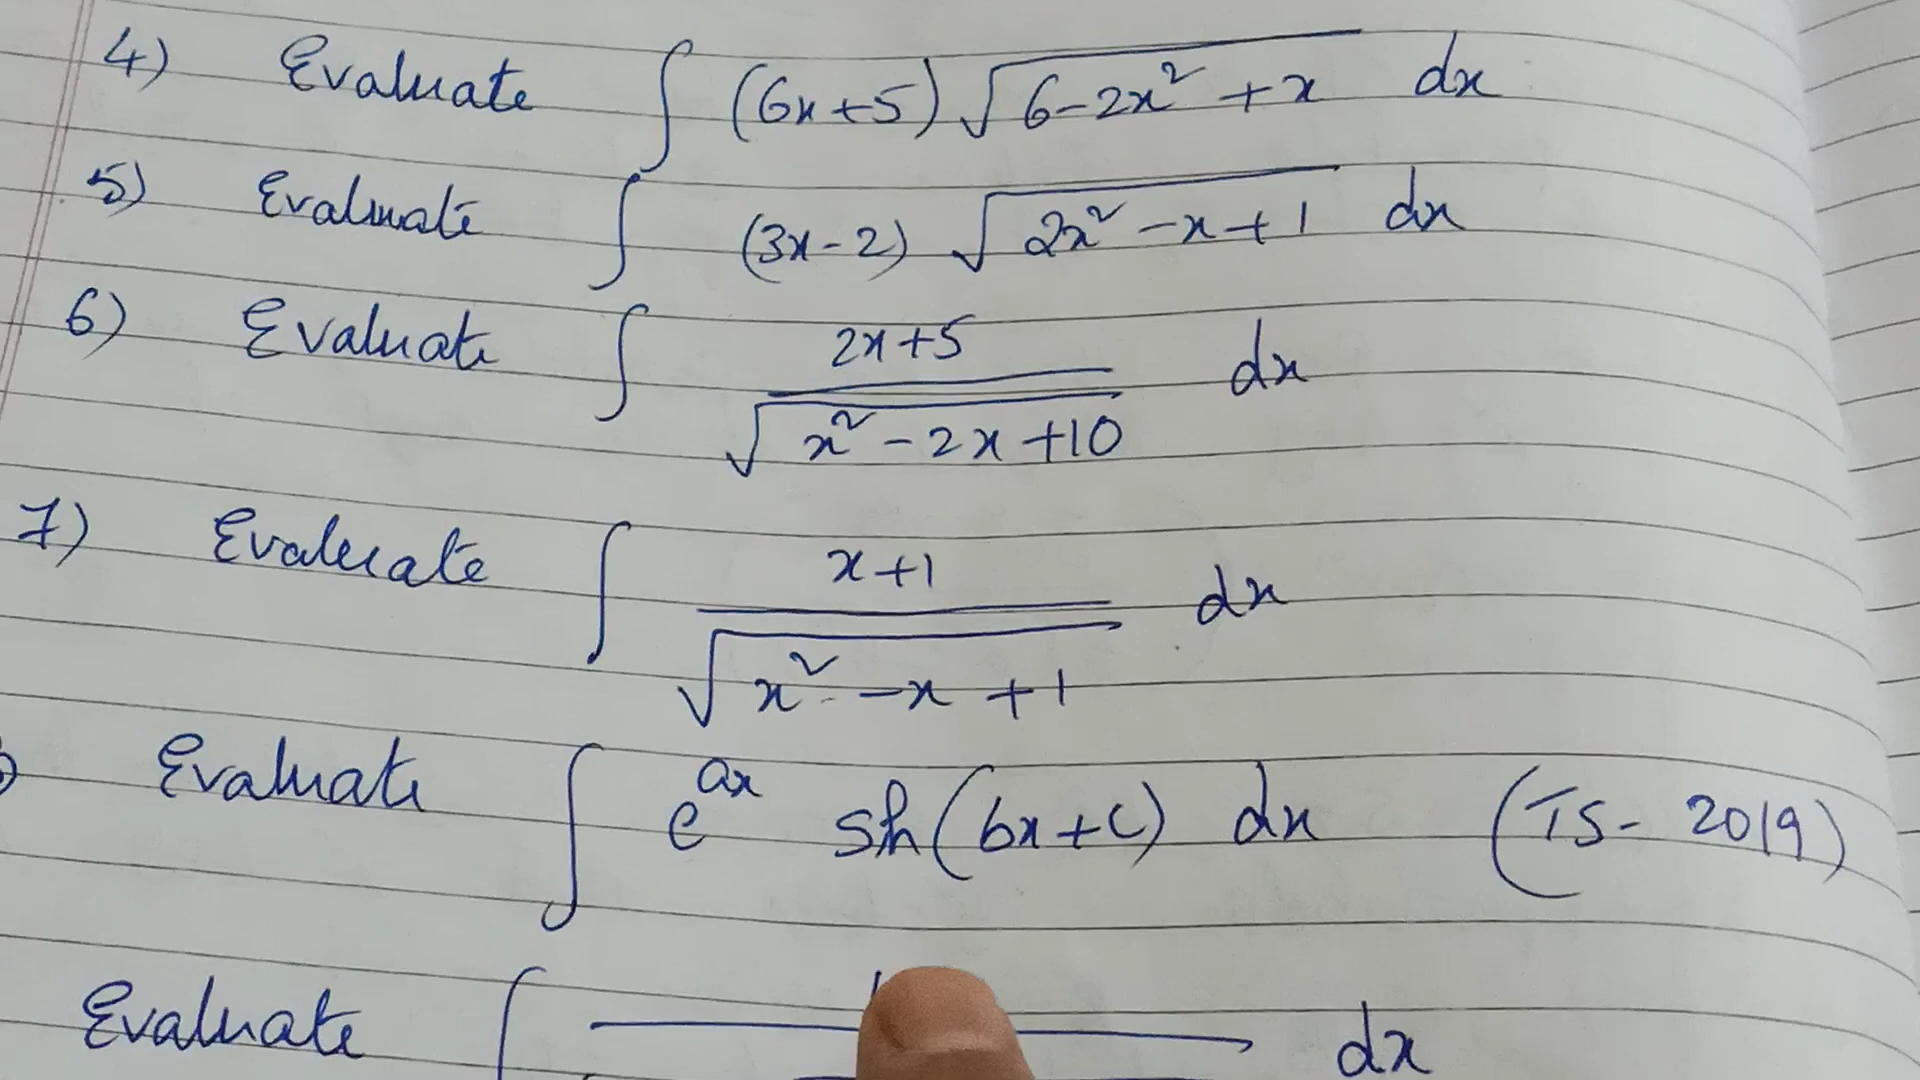 4) Evaluate ∫ (6x+5) √(6-2x²+x) dx
5) Evaluate ∫ (3x-2) √(2x²-x+1) dx
6) Evaluate ∫ (2x+5)/√(x²-2x+10) dx
7) Evaluate ∫ (x+1)/√(x²-x+1) dx
) Evaluate ∫ e^(ax) sin(bx+c) dx (TS- 2019)
Evaluate ∫ dx